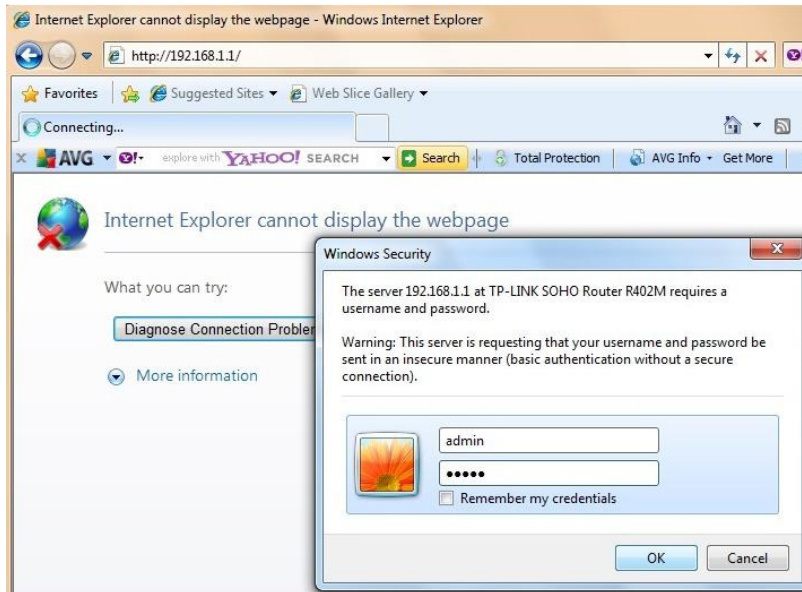 Internet Explorer cannot display the webpage - Windows Internet Explorer
http://192.168.1.1/
Favorites Suggested Sites Web Slice Gallery
Connecting...
AVG Y! explore with YAHOO! SEARCH Search Total Protection AVG Info Get More
Internet Explorer cannot display the webpage
What you can try:
Diagnose Connection
More information
Windows Security
The server 192.168.1.1 at TP-LINK SOHO Router R402M requires a
username and password.
Warning: This server is requesting that your username and password be
sent in an insecure manner (basic authentication without a secure
connection).
admin
•••••
Remember my credentials
OK Cancel